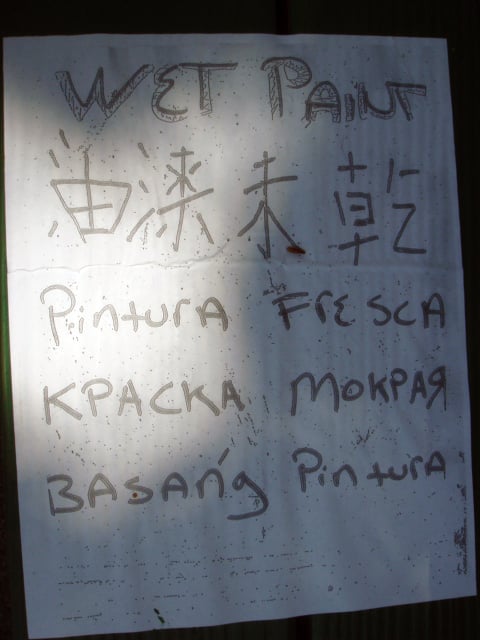 WET PAINT
油漆未乾
Pintura Fresca
КРАСКА МОКРАЯ
BASANG Pintura